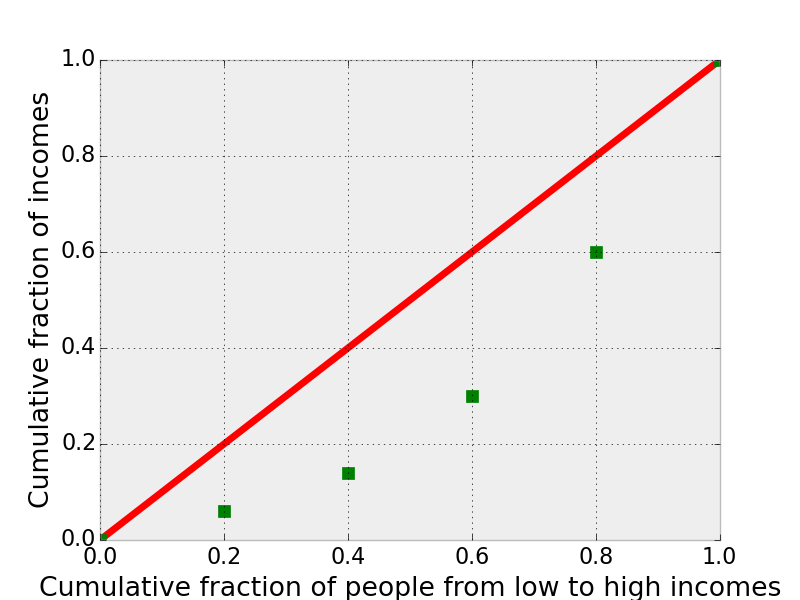 Cumulative fraction of incomes
1.0
0.8
0.6
0.4
0.2
0.0
0.0 0.2 0.4 0.6 0.8 1.0
Cumulative fraction of people from low to high incomes